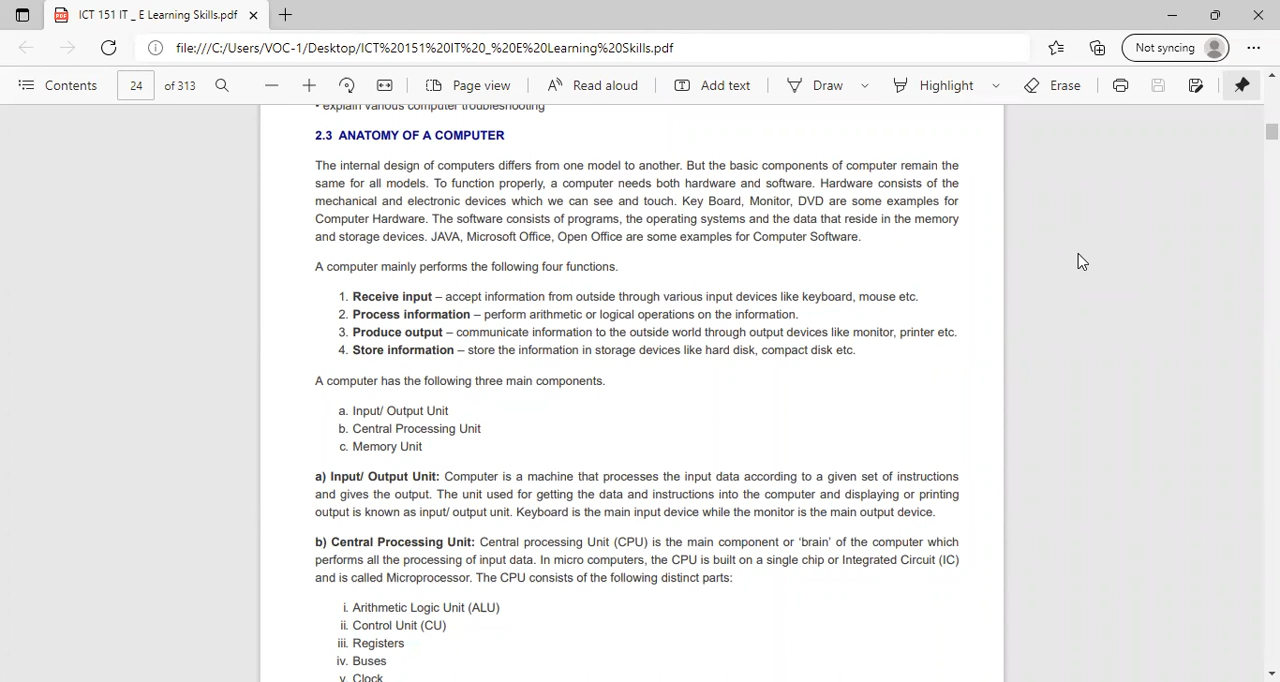 ICT 151 IT _ E Learning Skills.pdf
file:///C:/Users/VOC-1/Desktop/ICT%20151%20IT%20_%20E%20Learning%20Skills.pdf
Not syncing
Contents 24 of 313 Page view Read aloud Add text Draw Highlight Erase
• explain various computer troubleshooting
2.3 ANATOMY OF A COMPUTER
The internal design of computers differs from one model to another. But the basic components of computer remain the
same for all models. To function properly, a computer needs both hardware and software. Hardware consists of the
mechanical and electronic devices which we can see and touch. Key Board, Monitor, DVD are some examples for
Computer Hardware. The software consists of programs, the operating systems and the data that reside in the memory
and storage devices. JAVA, Microsoft Office, Open Office are some examples for Computer Software.
A computer mainly performs the following four functions.
1. Receive input – accept information from outside through various input devices like keyboard, mouse etc.
2. Process information – perform arithmetic or logical operations on the information.
3. Produce output – communicate information to the outside world through output devices like monitor, printer etc.
4. Store information – store the information in storage devices like hard disk, compact disk etc.
A computer has the following three main components.
a. Input/ Output Unit
b. Central Processing Unit
c. Memory Unit
a) Input/ Output Unit: Computer is a machine that processes the input data according to a given set of instructions
and gives the output. The unit used for getting the data and instructions into the computer and displaying or printing
output is known as input/ output unit. Keyboard is the main input device while the monitor is the main output device.
b) Central Processing Unit: Central processing Unit (CPU) is the main component or ‘brain’ of the computer which
performs all the processing of input data. In micro computers, the CPU is built on a single chip or Integrated Circuit (IC)
and is called Microprocessor. The CPU consists of the following distinct parts:
i. Arithmetic Logic Unit (ALU)
ii. Control Unit (CU)
iii. Registers
iv. Buses
v. Clock